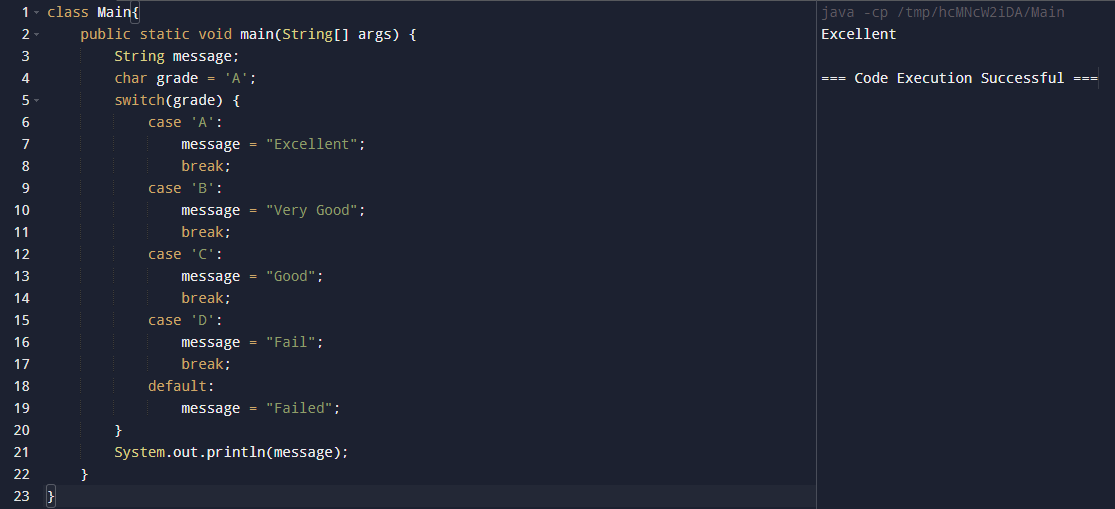 1 class Main{
2     public static void main(String[] args) {
3         String message;
4         char grade = 'A';
5         switch(grade) {
6             case 'A':
7                 message = "Excellent";
8                 break;
9             case 'B':
10                 message = "Very Good";
11                 break;
12             case 'C':
13                 message = "Good";
14                 break;
15             case 'D':
16                 message = "Fail";
17                 break;
18             default:
19                 message = "Failed";
20         }
21         System.out.println(message);
22     }
23 }
java -cp /tmp/hcMNcW2iDA/Main
Excellent
=== Code Execution Successful ===